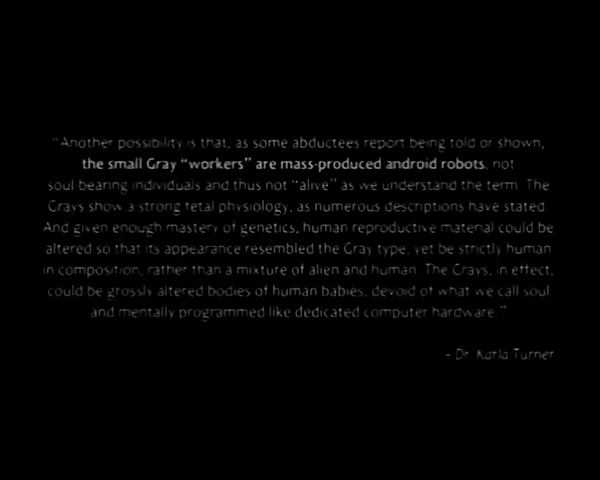 "Another possibility is that, as some abductees report being told or shown,
the small Gray "workers" are mass-produced android robots, not
soul bearing individuals and thus not "alive" as we understand the term. The
Grays show a strong fetal physiology, as numerous descriptions have stated.
And given enough mastery of genetics, human reproductive material could be
altered so that its appearance resembled the Gray type, yet be strictly human
in composition, rather than a mixture of alien and human. The Grays, in effect,
could be grossly altered bodies of human babies, devoid of what we call soul
and mentally programmed like dedicated computer hardware."
- Dr. Karla Turner